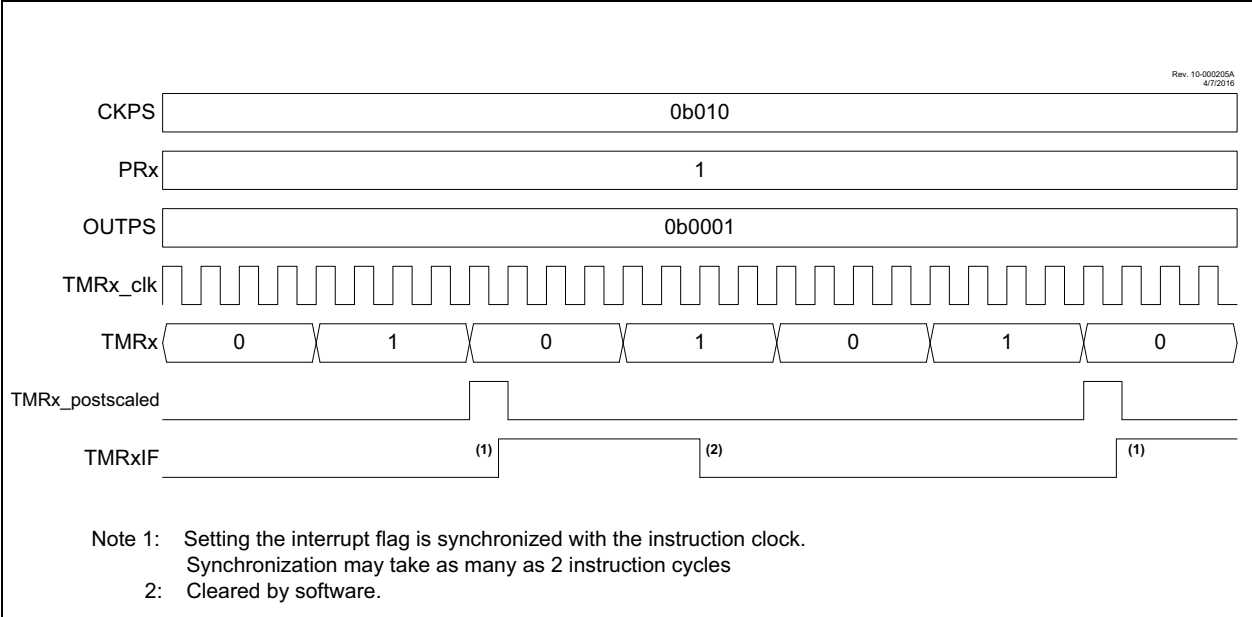 Rev. 10-000205A
4/7/2016
CKPS 0b010
PRx 1
OUTPS 0b0001
TMRx_clk
TMRx 0 1 0 1 0 1 0
TMRx_postscaled
TMRxIF (1) (2) (1)
Note 1: Setting the interrupt flag is synchronized with the instruction clock.
Synchronization may take as many as 2 instruction cycles
2: Cleared by software.